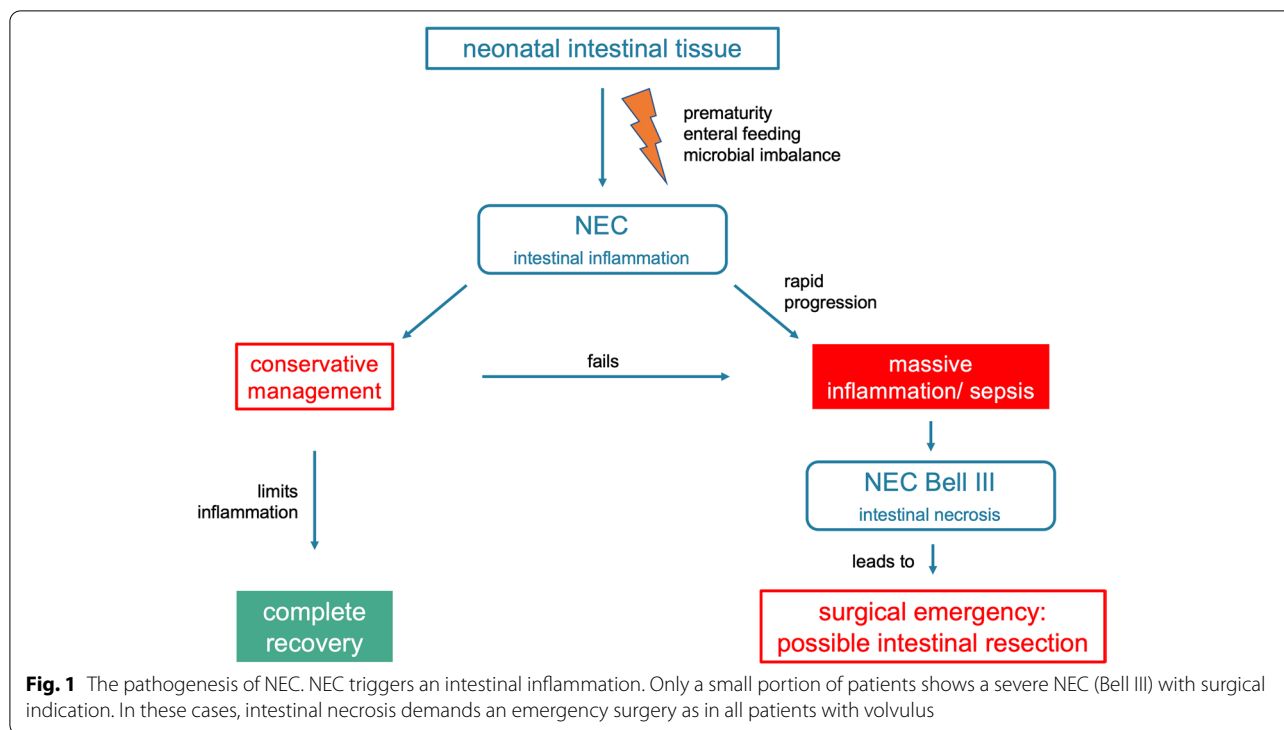 neonatal intestinal tissue
prematurity
enteral feeding
microbial imbalance
NEC
intestinal inflammation
rapid
progression
conservative
management
fails
massive
inflammation/ sepsis
limits
inflammation
NEC Bell III
intestinal necrosis
leads to
complete
recovery
surgical emergency:
possible intestinal resection
Fig. 1 The pathogenesis of NEC. NEC triggers an intestinal inflammation. Only a small portion of patients shows a severe NEC (Bell III) with surgical
indication. In these cases, intestinal necrosis demands an emergency surgery as in all patients with volvulus